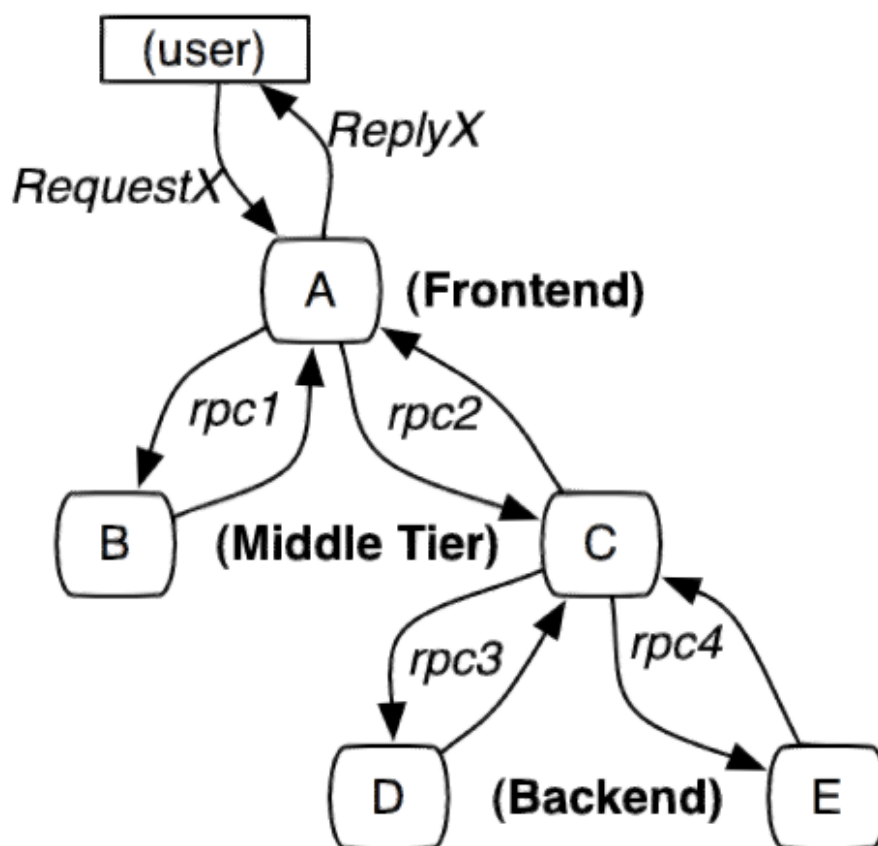 (user)
ReplyX
RequestX
A (Frontend)
rpc1 rpc2
B (Middle Tier) C
rpc3 rpc4
D (Backend) E